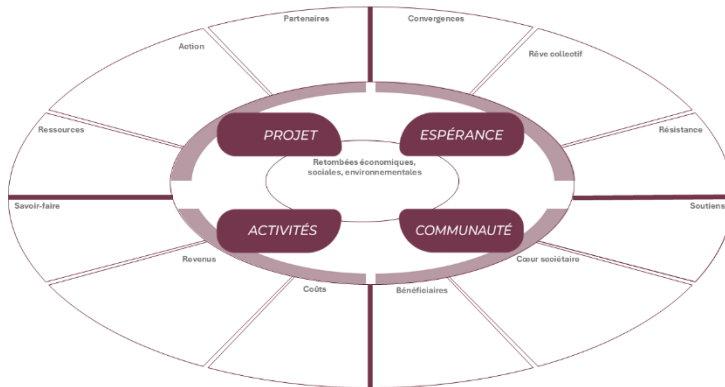 Partenaires
Convergences
Action
Rêve collectif
Ressources
Résistance
PROJET
ESPÉRANCE
Retombées économiques,
sociales, environnementales
Savoir-faire
Soutiens
ACTIVITÉS
COMMUNAUTÉ
Revenus
Cœur sociétaire
Coûts
Bénéficiaires